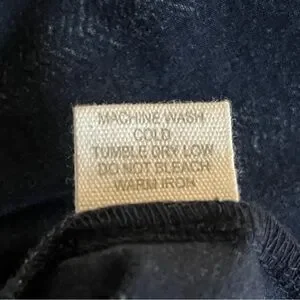 MACHINE WASH
COLD
TUMBLE DRY LOW
DO NOT BLEACH
WARM IRON